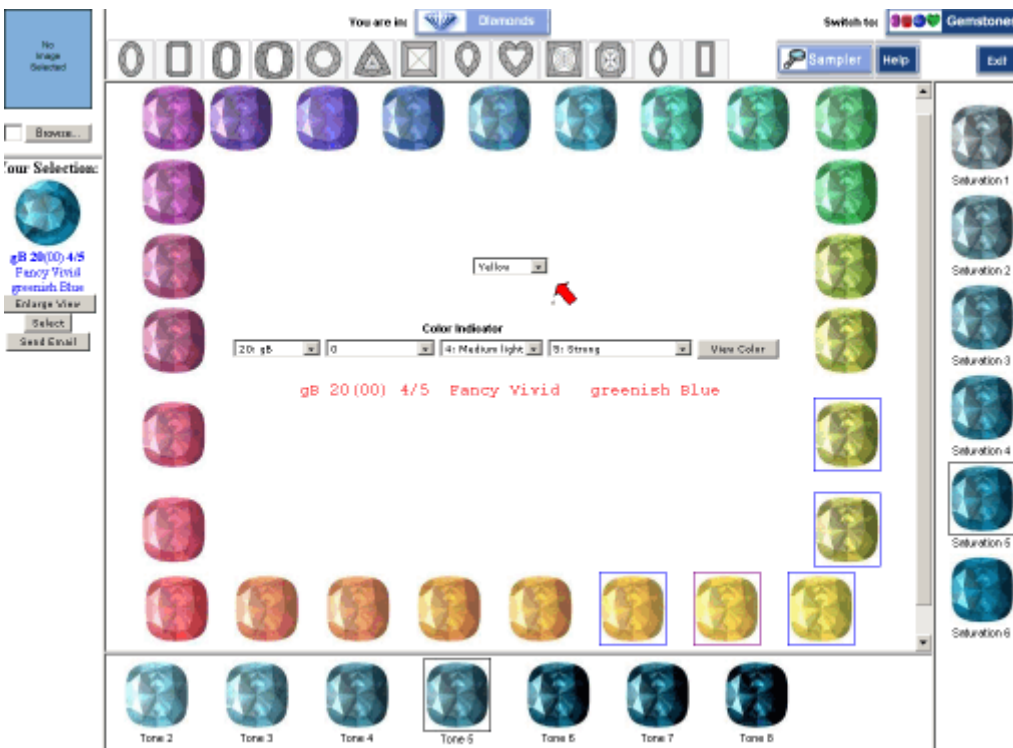 You are in:
Diamonds
Switch to:
Gemstones
No
Image
Selected
Sampler
Help
Exit
Browse...
Your Selection:
gB 20(00) 4/5
Fancy Vivid
greenish Blue
Enlarge View
Select
Send Email
Yellow
Color Indicator
20: gB
0
4: Medium light
5: Strong
View Color
gB 20(00) 4/5 Fancy Vivid greenish Blue
Saturation 1
Saturation 2
Saturation 3
Saturation 4
Saturation 5
Saturation 6
Tone 2
Tone 3
Tone 4
Tone 5
Tone 6
Tone 7
Tone 8